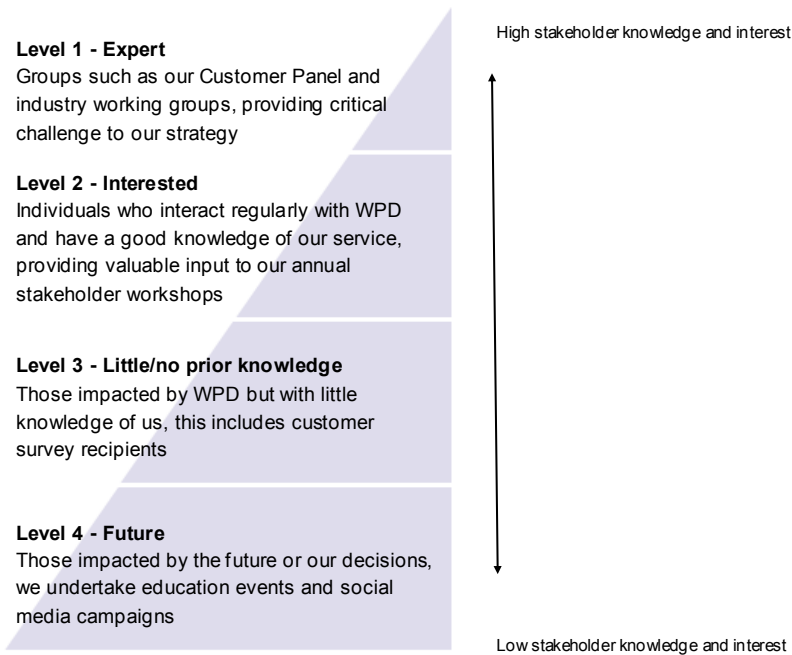 High stakeholder knowledge and interest
Level 1 - Expert
Groups such as our Customer Panel and
industry working groups, providing critical
challenge to our strategy
Level 2 - Interested
Individuals who interact regularly with WPD
and have a good knowledge of our service,
providing valuable input to our annual
stakeholder workshops
Level 3 - Little/no prior knowledge
Those impacted by WPD but with little
knowledge of us, this includes customer
survey recipients
Level 4 - Future
Those impacted by the future or our decisions,
we undertake education events and social
media campaigns
Low stakeholder knowledge and interest